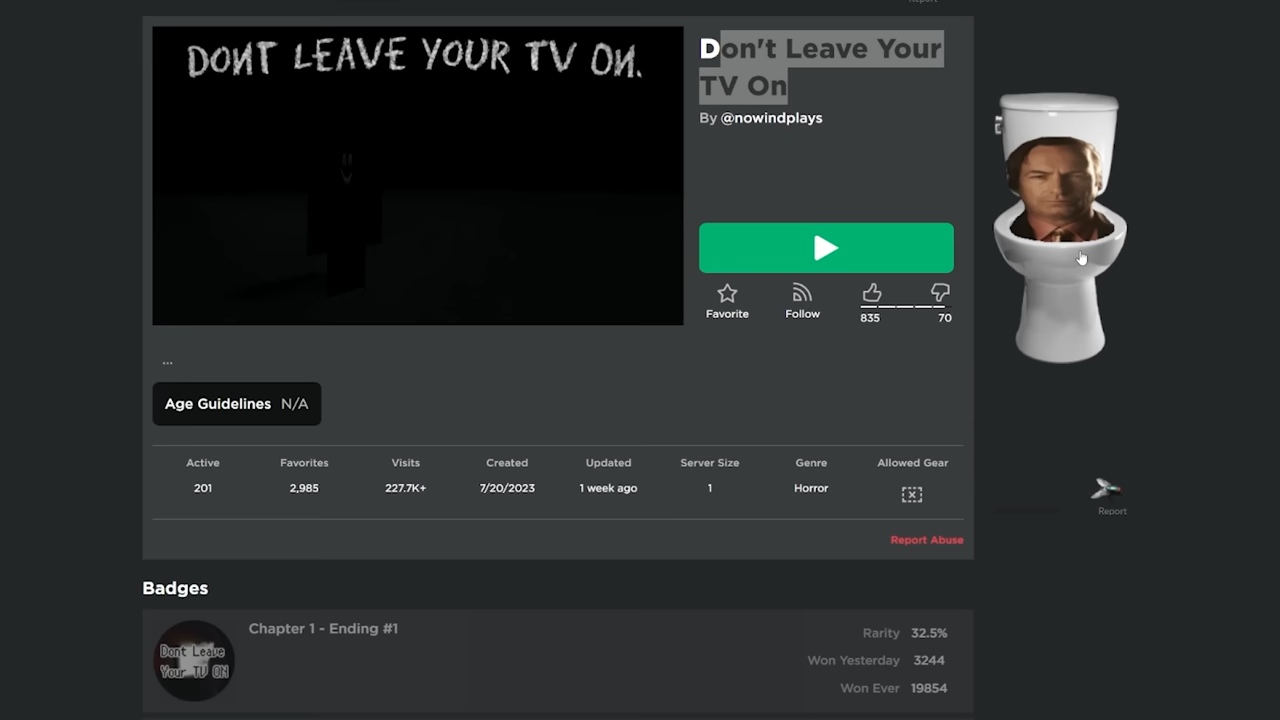 Report
DOИT LEAVE YOUR TV OИ.
Don't Leave Your
TV On
By @nowindplays
Favorite
Follow
835
70
...
Age Guidelines N/A
Active Favorites Visits Created Updated Server Size Genre Allowed Gear
201 2,985 227.7K+ 7/20/2023 1 week ago 1 Horror
Report
Report Abuse
Badges
Dont Leave
Your TV ON
Chapter 1 - Ending #1
Rarity 32.5%
Won Yesterday 3244
Won Ever 19854